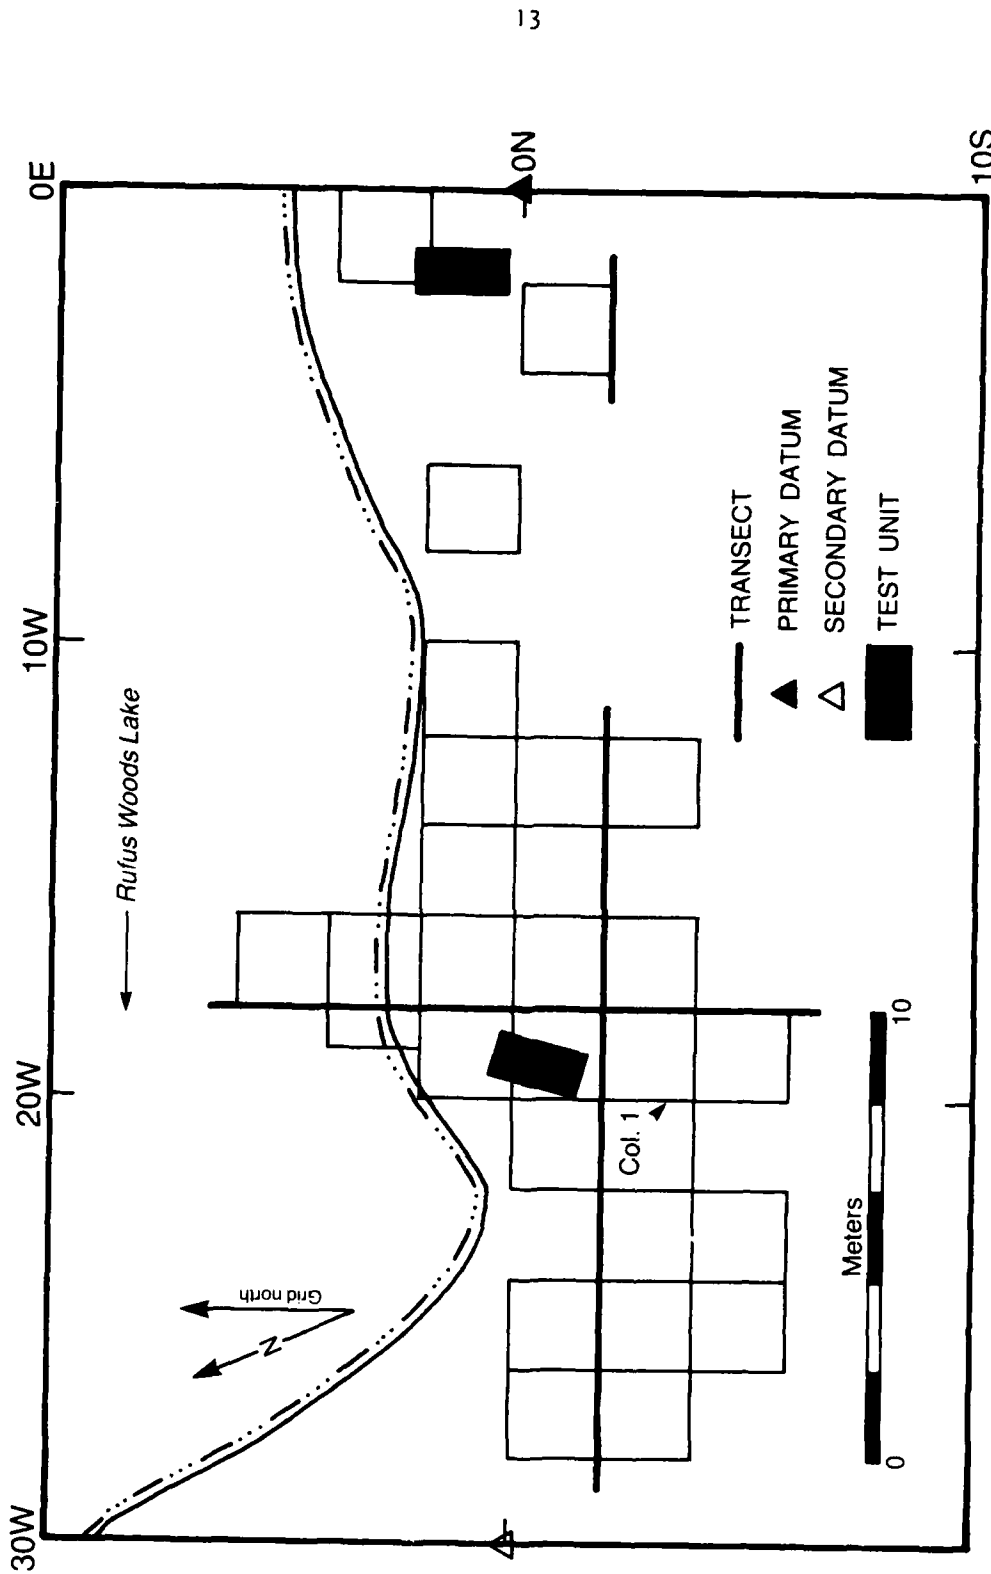 13
30W
20W
10W
0E
Rufus Woods Lake
N
Grid north
0N
10S
Col. 1
TRANSECT
PRIMARY DATUM
SECONDARY DATUM
TEST UNIT
Meters
0
10